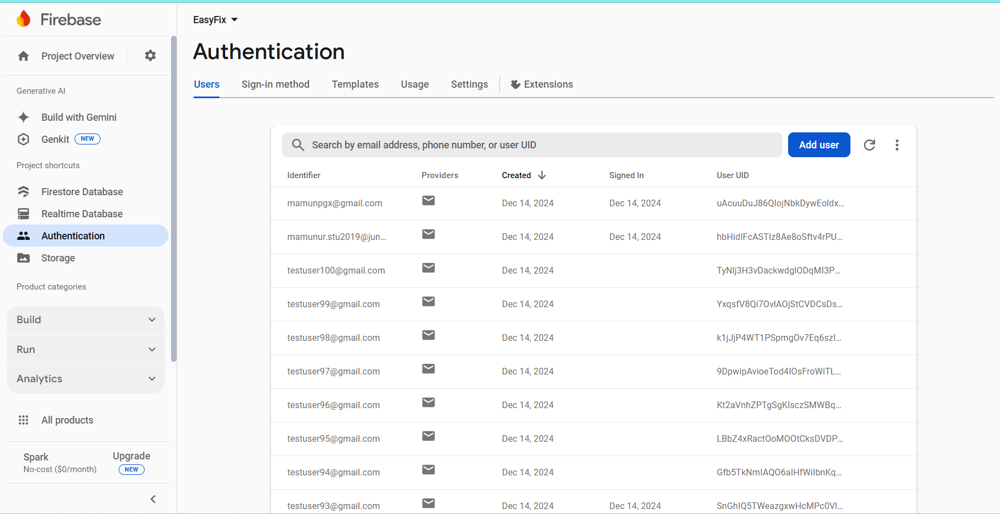 Firebase
Project Overview
Generative AI
Build with Gemini
Genkit NEW
Project shortcuts
Firestore Database
Realtime Database
Authentication
Storage
Product categories
Build
Run
Analytics
All products
Spark
No-cost ($0/month)
Upgrade
NEW
EasyFix
Authentication
Users Sign-in method Templates Usage Settings Extensions
Search by email address, phone number, or user UID Add user
Identifier Providers Created Signed In User UID
mamunpgx@gmail.com Dec 14, 2024 Dec 14, 2024 uAcuuDuJ86QlojNbkDywEoldx...
mamunur.stu2019@jun... Dec 14, 2024 Dec 14, 2024 hbHidlFcASTlz8Ae8oSftv4rPU...
testuser100@gmail.com Dec 14, 2024 TyNlj3H3vDackwdglODqMI3P...
testuser99@gmail.com Dec 14, 2024 YxqsfV8Qi7OvlAOjStCVDCsDs...
testuser98@gmail.com Dec 14, 2024 k1jJjP4WT1PSpmgOv7Eq6szl...
testuser97@gmail.com Dec 14, 2024 9DpwipAvioeTod4lOsFroWiTL...
testuser96@gmail.com Dec 14, 2024 Kt2aVnhZPTgSgKlsczSMWBq...
testuser95@gmail.com Dec 14, 2024 LBbZ4xRactOoMOOtCksDVDP...
testuser94@gmail.com Dec 14, 2024 Gfb5TkNmIAQO6alHfWilbnKq...
testuser93@gmail.com Dec 14, 2024 Dec 14, 2024 SnGhlQ5TWeazgxwHcMPc0Vl...